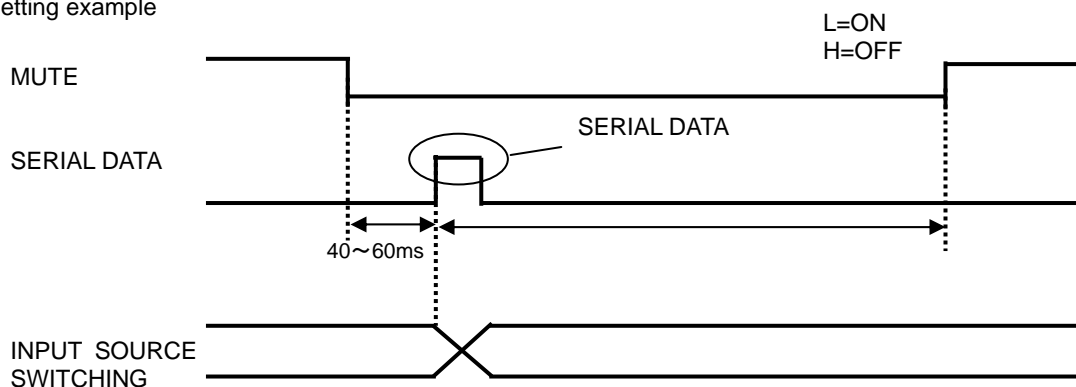 etting example
L=ON
H=OFF
MUTE
SERIAL DATA
SERIAL DATA
40～60ms
INPUT SOURCE
SWITCHING